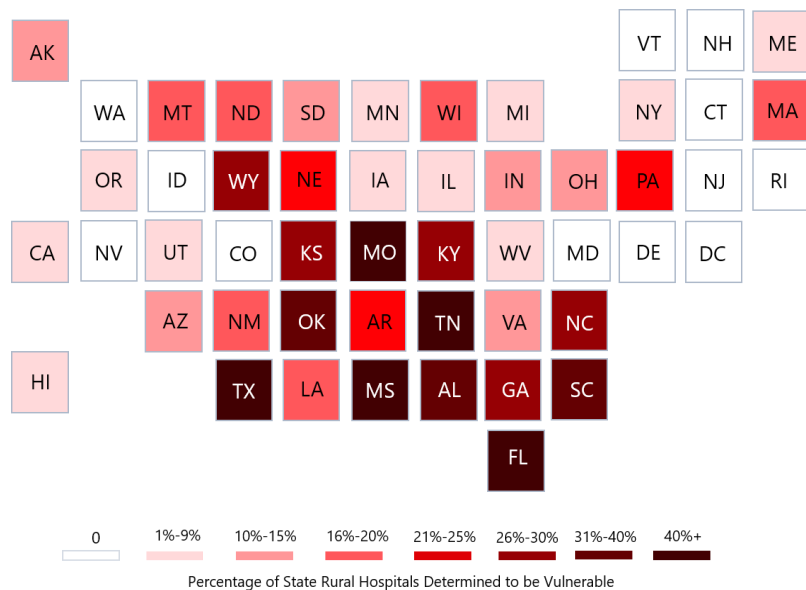 VT NH ME
AK
WA MT ND SD MN WI MI NY CT MA
OR ID WY NE IA IL IN OH PA NJ RI
CA NV UT CO KS MO KY WV MD DE DC
AZ NM OK AR TN VA NC
HI TX LA MS AL GA SC
FL
0 1%-9% 10%-15% 16%-20% 21%-25% 26%-30% 31%-40% 40%+
Percentage of State Rural Hospitals Determined to be Vulnerable